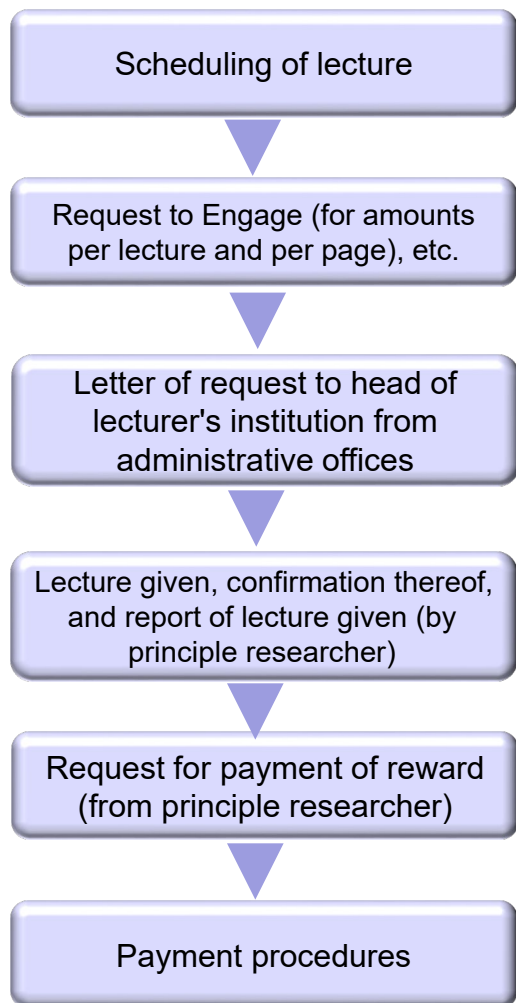 Scheduling of lecture
Request to Engage (for amounts
per lecture and per page), etc.
Letter of request to head of
lecturer's institution from
administrative offices
Lecture given, confirmation thereof,
and report of lecture given (by
principle researcher)
Request for payment of reward
(from principle researcher)
Payment procedures